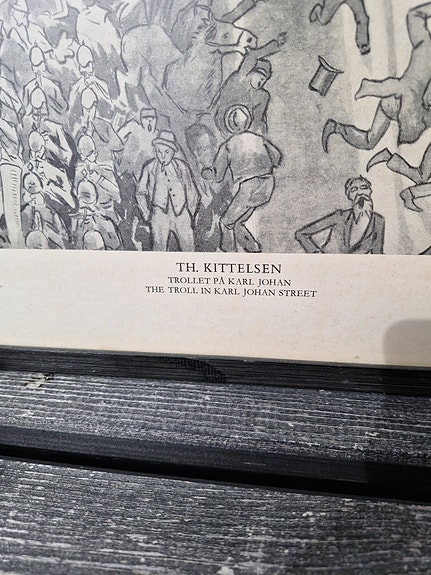 TH. KITTELSEN
TROLLET PÅ KARL JOHAN
THE TROLL IN KARL JOHAN STREET